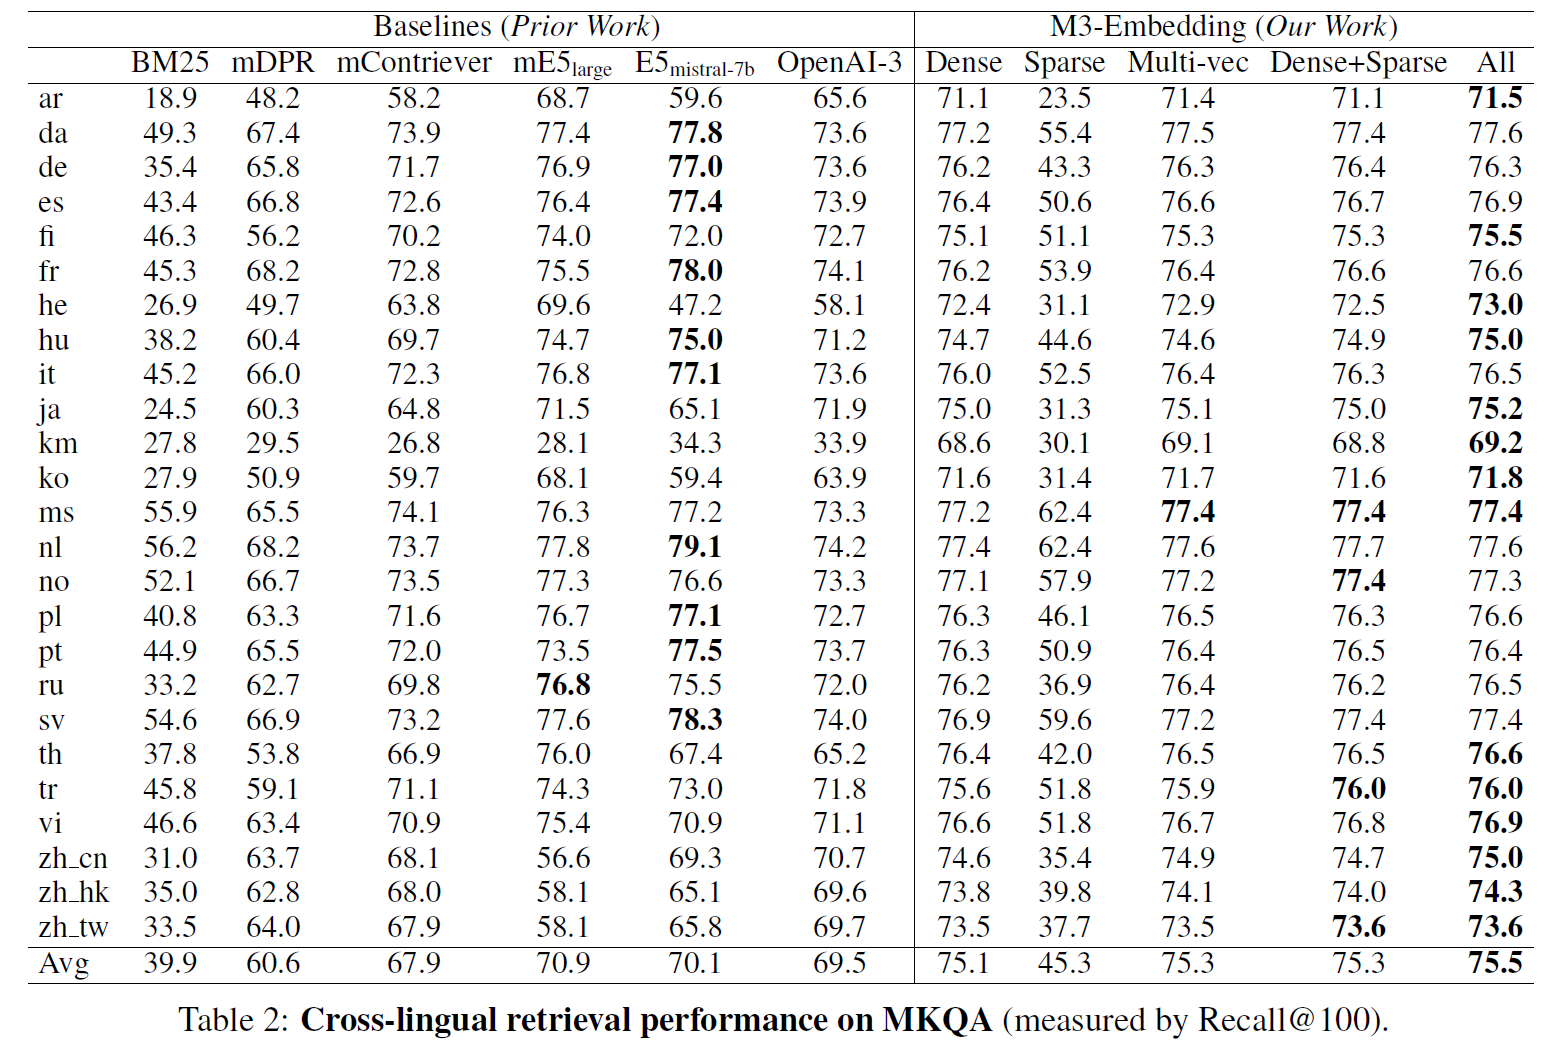 Baselines (Prior Work) M3-Embedding (Our Work)
BM25 mDPR mContriever mE5large E5mistral-7b OpenAI-3 Dense Sparse Multi-vec Dense+Sparse All
ar 18.9 48.2 58.2 68.7 59.6 65.6 71.1 23.5 71.4 71.1 71.5
da 49.3 67.4 73.9 77.4 77.8 73.6 77.2 55.4 77.5 77.4 77.6
de 35.4 65.8 71.7 76.9 77.0 73.6 76.2 43.3 76.3 76.4 76.3
es 43.4 66.8 72.6 76.4 77.4 73.9 76.4 50.6 76.6 76.7 76.9
fi 46.3 56.2 70.2 74.0 72.0 72.7 75.1 51.1 75.3 75.3 75.5
fr 45.3 68.2 72.8 75.5 78.0 74.1 76.2 53.9 76.4 76.6 76.6
he 26.9 49.7 63.8 69.6 47.2 58.1 72.4 31.1 72.9 72.5 73.0
hu 38.2 60.4 69.7 74.7 75.0 71.2 74.7 44.6 74.6 74.9 75.0
it 45.2 66.0 72.3 76.8 77.1 73.6 76.0 52.5 76.4 76.3 76.5
ja 24.5 60.3 64.8 71.5 65.1 71.9 75.0 31.3 75.1 75.0 75.2
km 27.8 29.5 26.8 28.1 34.3 33.9 68.6 30.1 69.1 68.8 69.2
ko 27.9 50.9 59.7 68.1 59.4 63.9 71.6 31.4 71.7 71.6 71.8
ms 55.9 65.5 74.1 76.3 77.2 73.3 77.2 62.4 77.4 77.4 77.4
nl 56.2 68.2 73.7 77.8 79.1 74.2 77.4 62.4 77.6 77.7 77.6
no 52.1 66.7 73.5 77.3 76.6 73.3 77.1 57.9 77.2 77.4 77.3
pl 40.8 63.3 71.6 76.7 77.1 72.7 76.3 46.1 76.5 76.3 76.6
pt 44.9 65.5 72.0 73.5 77.5 73.7 76.3 50.9 76.4 76.5 76.4
ru 33.2 62.7 69.8 76.8 75.5 72.0 76.2 36.9 76.4 76.2 76.5
sv 54.6 66.9 73.2 77.6 78.3 74.0 76.9 59.6 77.2 77.4 77.4
th 37.8 53.8 66.9 76.0 67.4 65.2 76.4 42.0 76.5 76.5 76.6
tr 45.8 59.1 71.1 74.3 73.0 71.8 75.6 51.8 75.9 76.0 76.0
vi 46.6 63.4 70.9 75.4 70.9 71.1 76.6 51.8 76.7 76.8 76.9
zh_cn 31.0 63.7 68.1 56.6 69.3 70.7 74.6 35.4 74.9 74.7 75.0
zh_hk 35.0 62.8 68.0 58.1 65.1 69.6 73.8 39.8 74.1 74.0 74.3
zh_tw 33.5 64.0 67.9 58.1 65.8 69.7 73.5 37.7 73.5 73.6 73.6
Avg 39.9 60.6 67.9 70.9 70.1 69.5 75.1 45.3 75.3 75.3 75.5
Table 2: Cross-lingual retrieval performance on MKQA (measured by Recall@100).